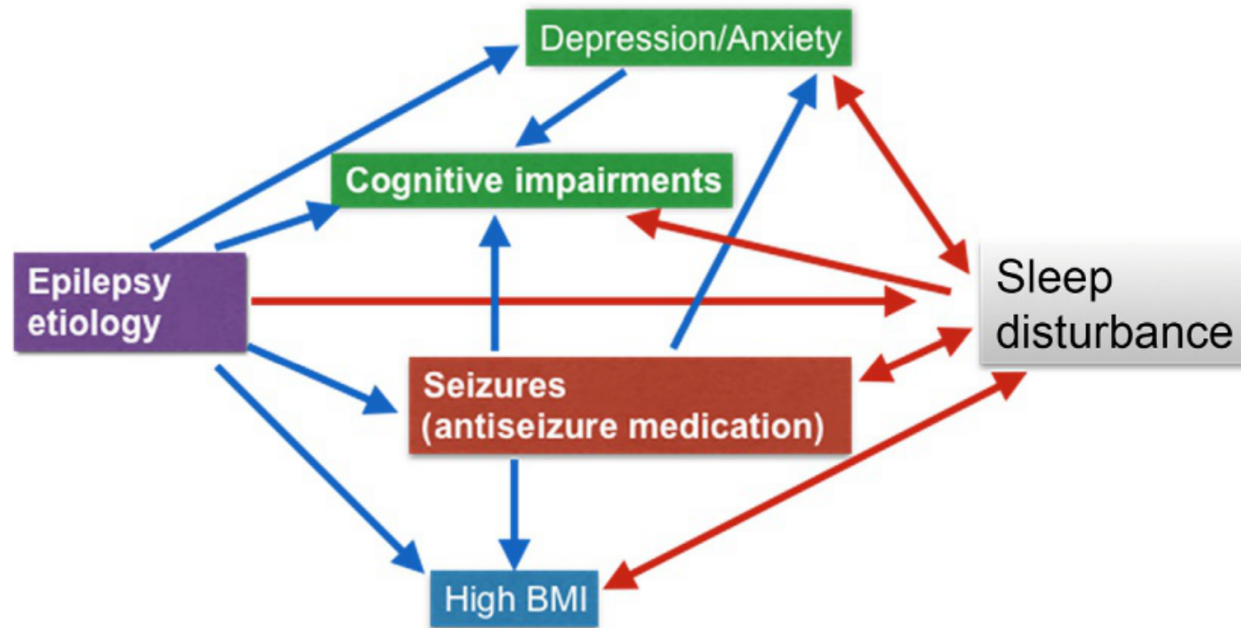 Depression/Anxiety
Cognitive impairments
Epilepsy
etiology
Sleep
disturbance
Seizures
(antiseizure medication)
High BMI